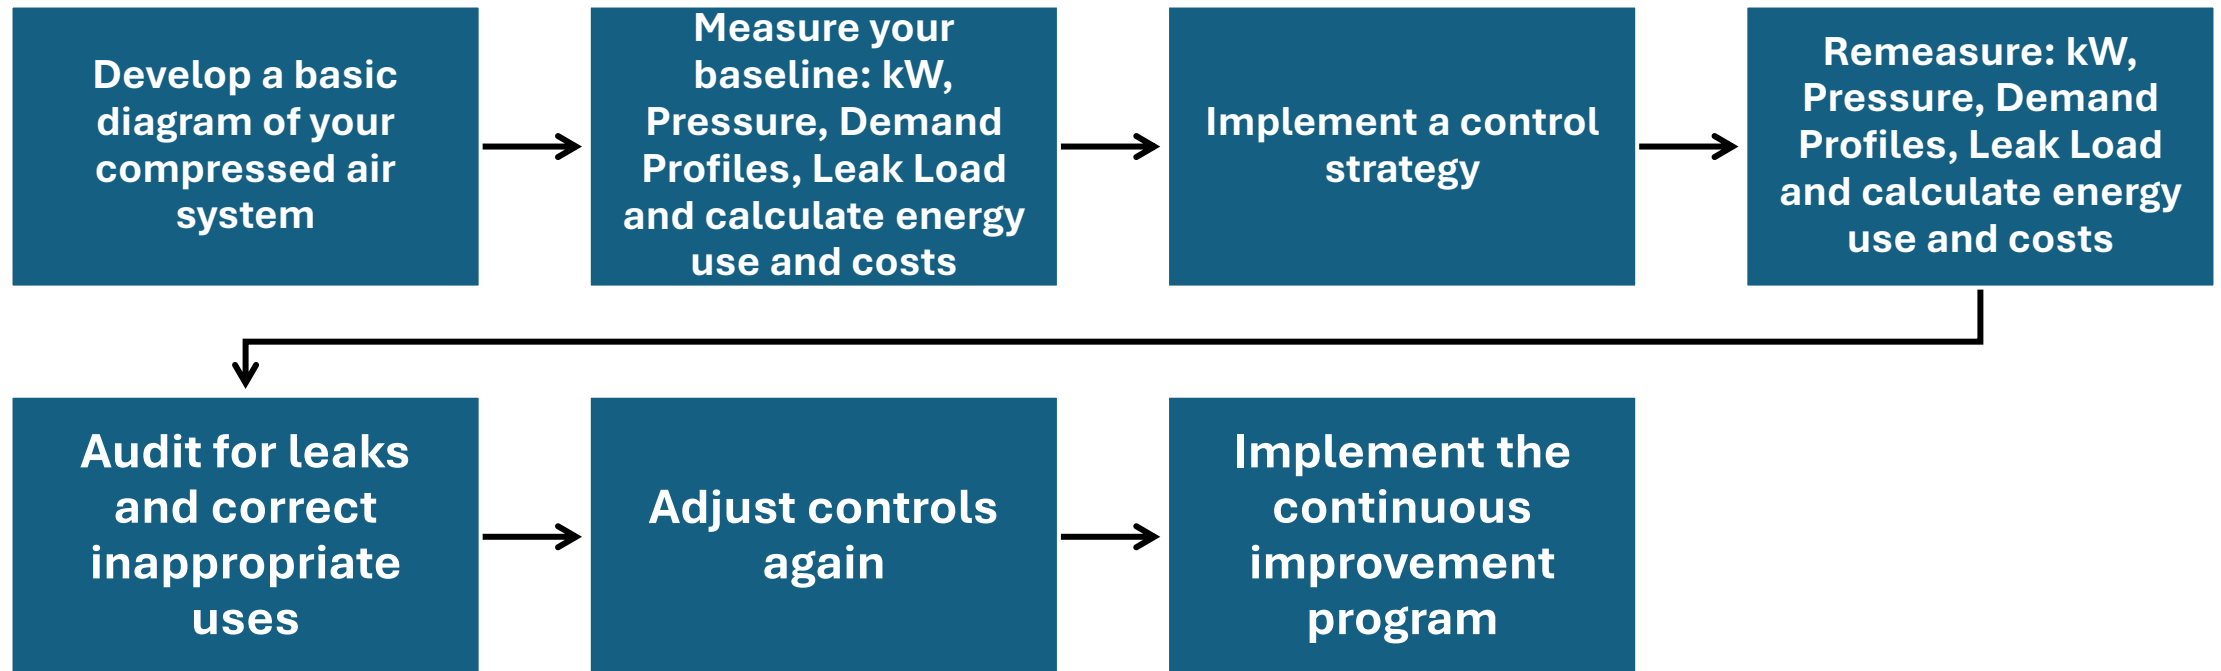 Develop a basic
diagram of your
compressed air
system
Measure your
baseline: kW,
Pressure, Demand
Profiles, Leak Load
and calculate energy
use and costs
Implement a control
strategy
Remeasure: kW,
Pressure, Demand
Profiles, Leak Load
and calculate energy
use and costs
Audit for leaks
and correct
inappropriate
uses
Adjust controls
again
Implement the
continuous
improvement
program